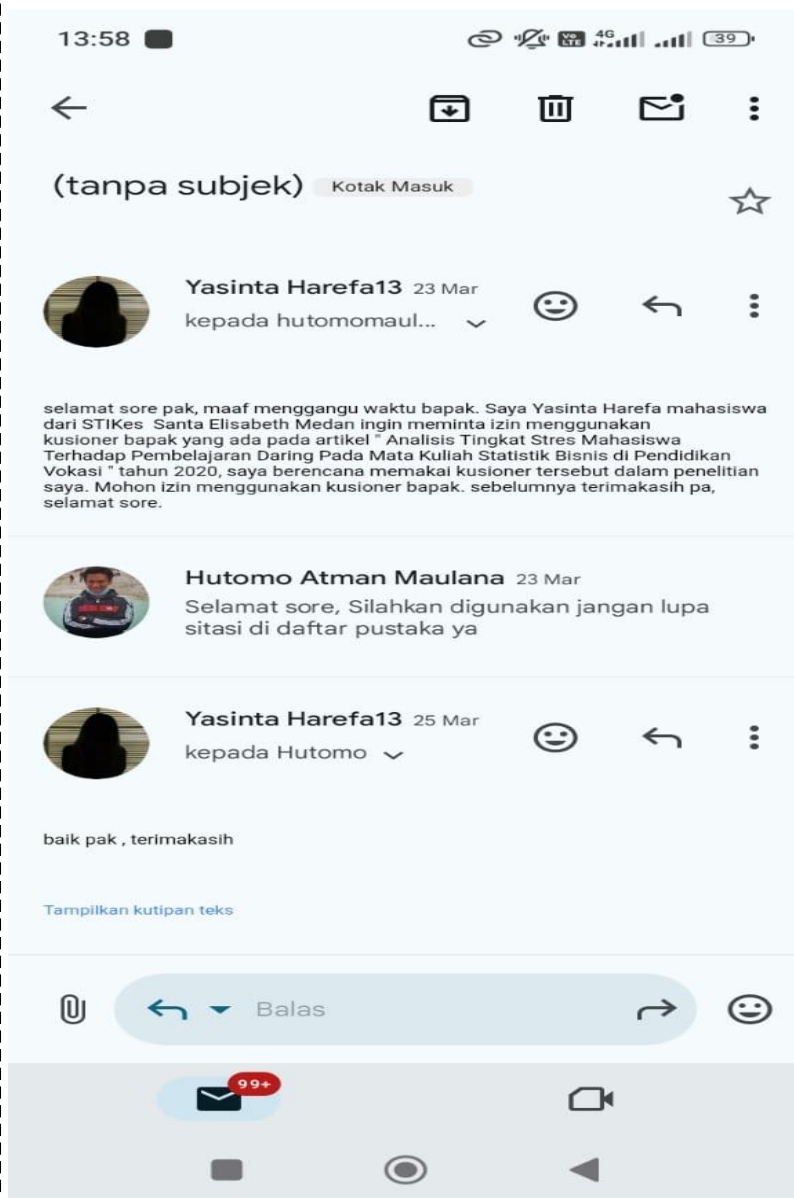 13:58
VoLTE 4G 39
(tanpa subjek) Kotak Masuk
Yasinta Harefa13 23 Mar
kepada hutomomaul...
selamat sore pak, maaf menggangu waktu bapak. Saya Yasinta Harefa mahasiswa
dari STIKes Santa Elisabeth Medan ingin meminta izin menggunakan
kusioner bapak yang ada pada artikel " Analisis Tingkat Stres Mahasiswa
Terhadap Pembelajaran Daring Pada Mata Kuliah Statistik Bisnis di Pendidikan
Vokasi " tahun 2020, saya berencana memakai kusioner tersebut dalam penelitian
saya. Mohon izin menggunakan kusioner bapak. sebelumnya terimakasih pa,
selamat sore.
Hutomo Atman Maulana 23 Mar
Selamat sore, Silahkan digunakan jangan lupa
sitasi di daftar pustaka ya
Yasinta Harefa13 25 Mar
kepada Hutomo
baik pak , terimakasih
Tampilkan kutipan teks
Balas
99+